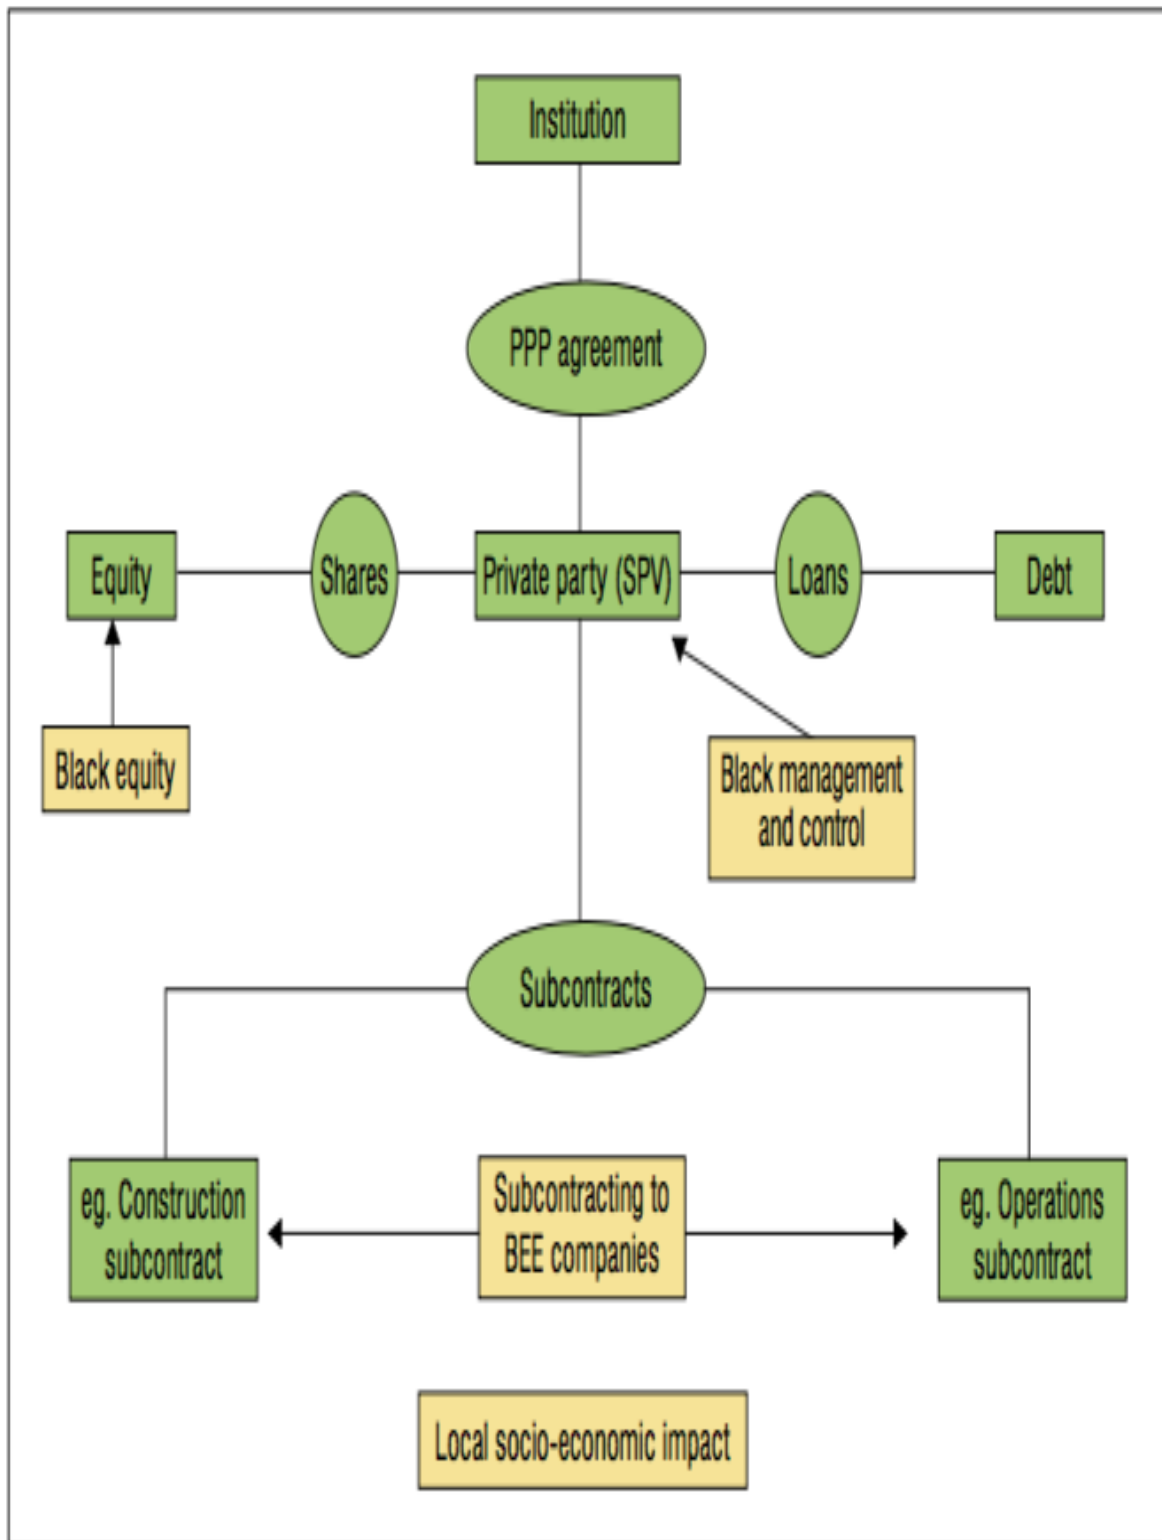 Institution
PPP agreement
Equity
Shares
Private party (SPV)
Loans
Debt
Black equity
Black management
and control
Subcontracts
eg. Construction
subcontract
Subcontracting to
BEE companies
eg. Operations
subcontract
Local socio-economic impact